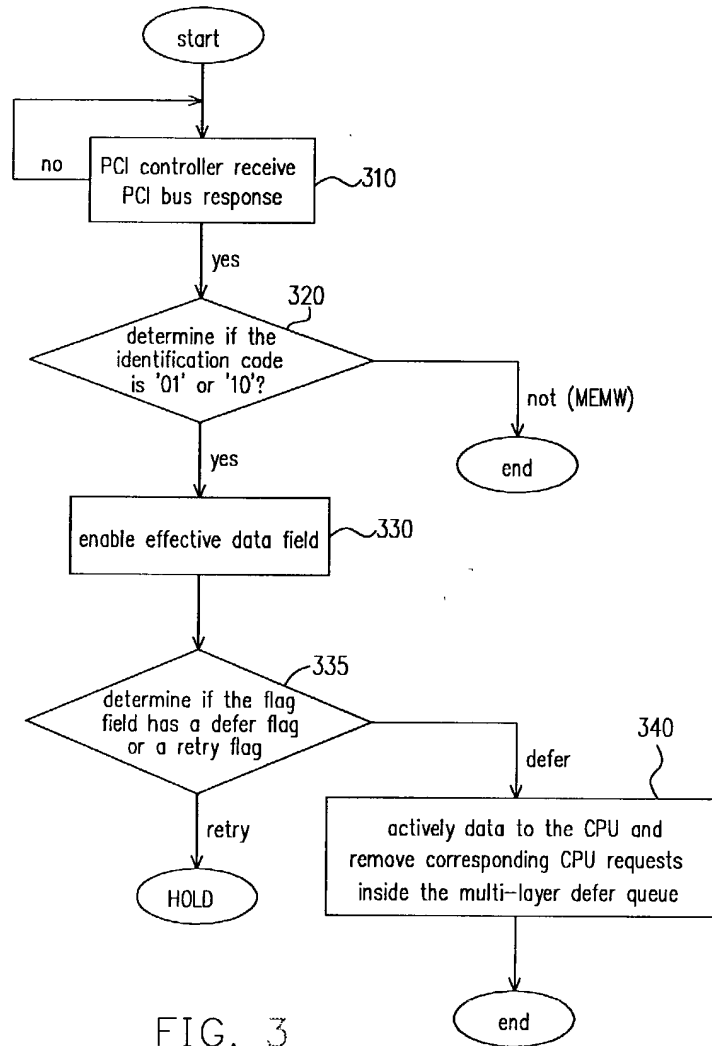 start
no
PCI controller receive
PCI bus response
310
yes
320
determine if the
identification code
is '01' or '10'?
not (MEMW)
end
yes
enable effective data field
330
335
determine if the flag
field has a defer flag
or a retry flag
340
defer
retry
actively data to the CPU and
remove corresponding CPU requests
inside the multi-layer defer queue
HOLD
end
FIG. 3